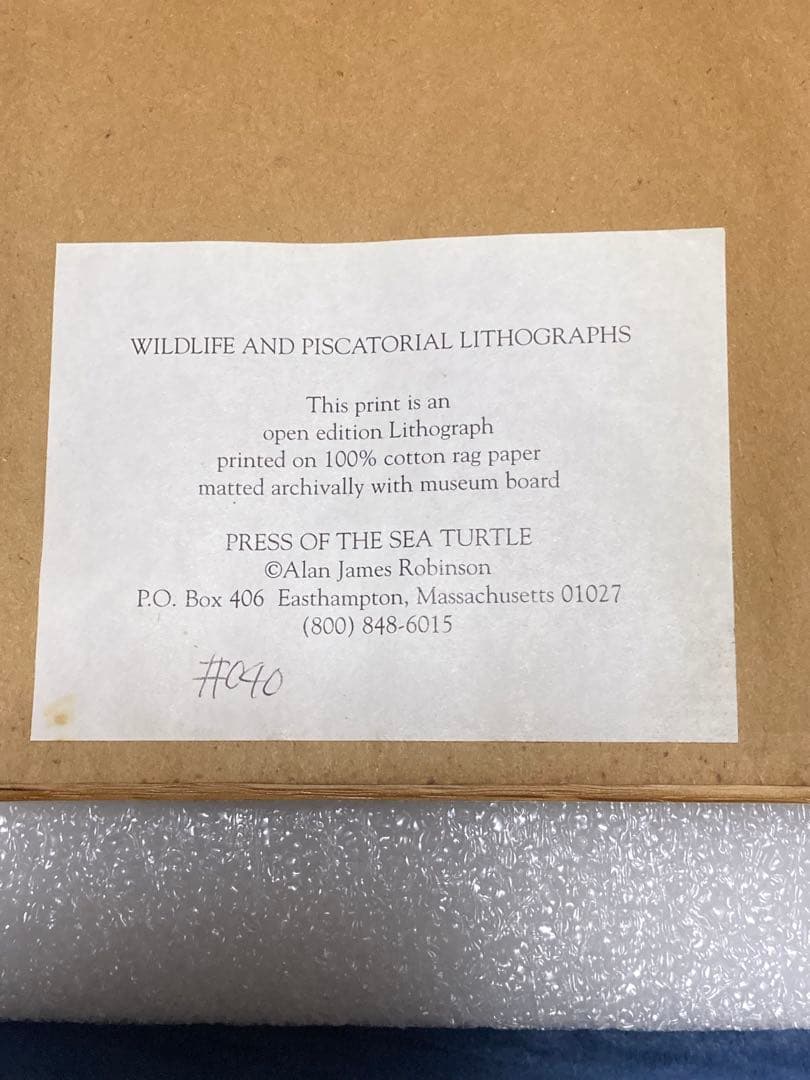 WILDLIFE AND PISCATORIAL LITHOGRAPHS
This print is an
open edition Lithograph
printed on 100% cotton rag paper
matted archivally with museum board
PRESS OF THE SEA TURTLE
©Alan James Robinson
P.O. Box 406 Easthampton, Massachusetts 01027
(800) 848-6015
#040